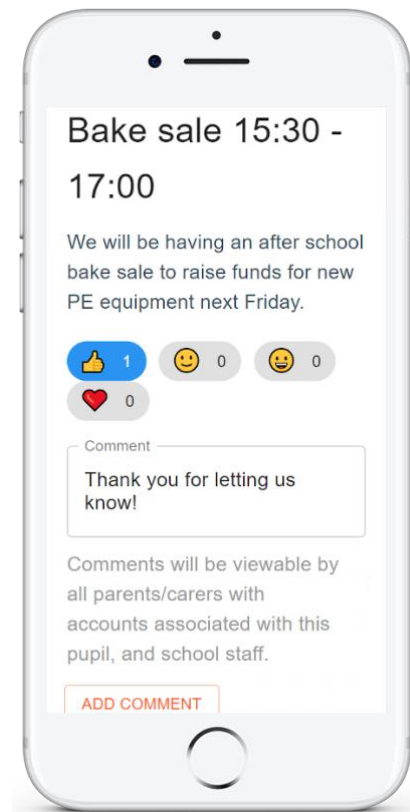 Bake sale 15:30 -
17:00
We will be having an after school
bake sale to raise funds for new
PE equipment next Friday.
👍 1 🙂 0 😀 0
❤️ 0
Comment
Thank you for letting us
know!
Comments will be viewable by
all parents/carers with
accounts associated with this
pupil, and school staff.
ADD COMMENT